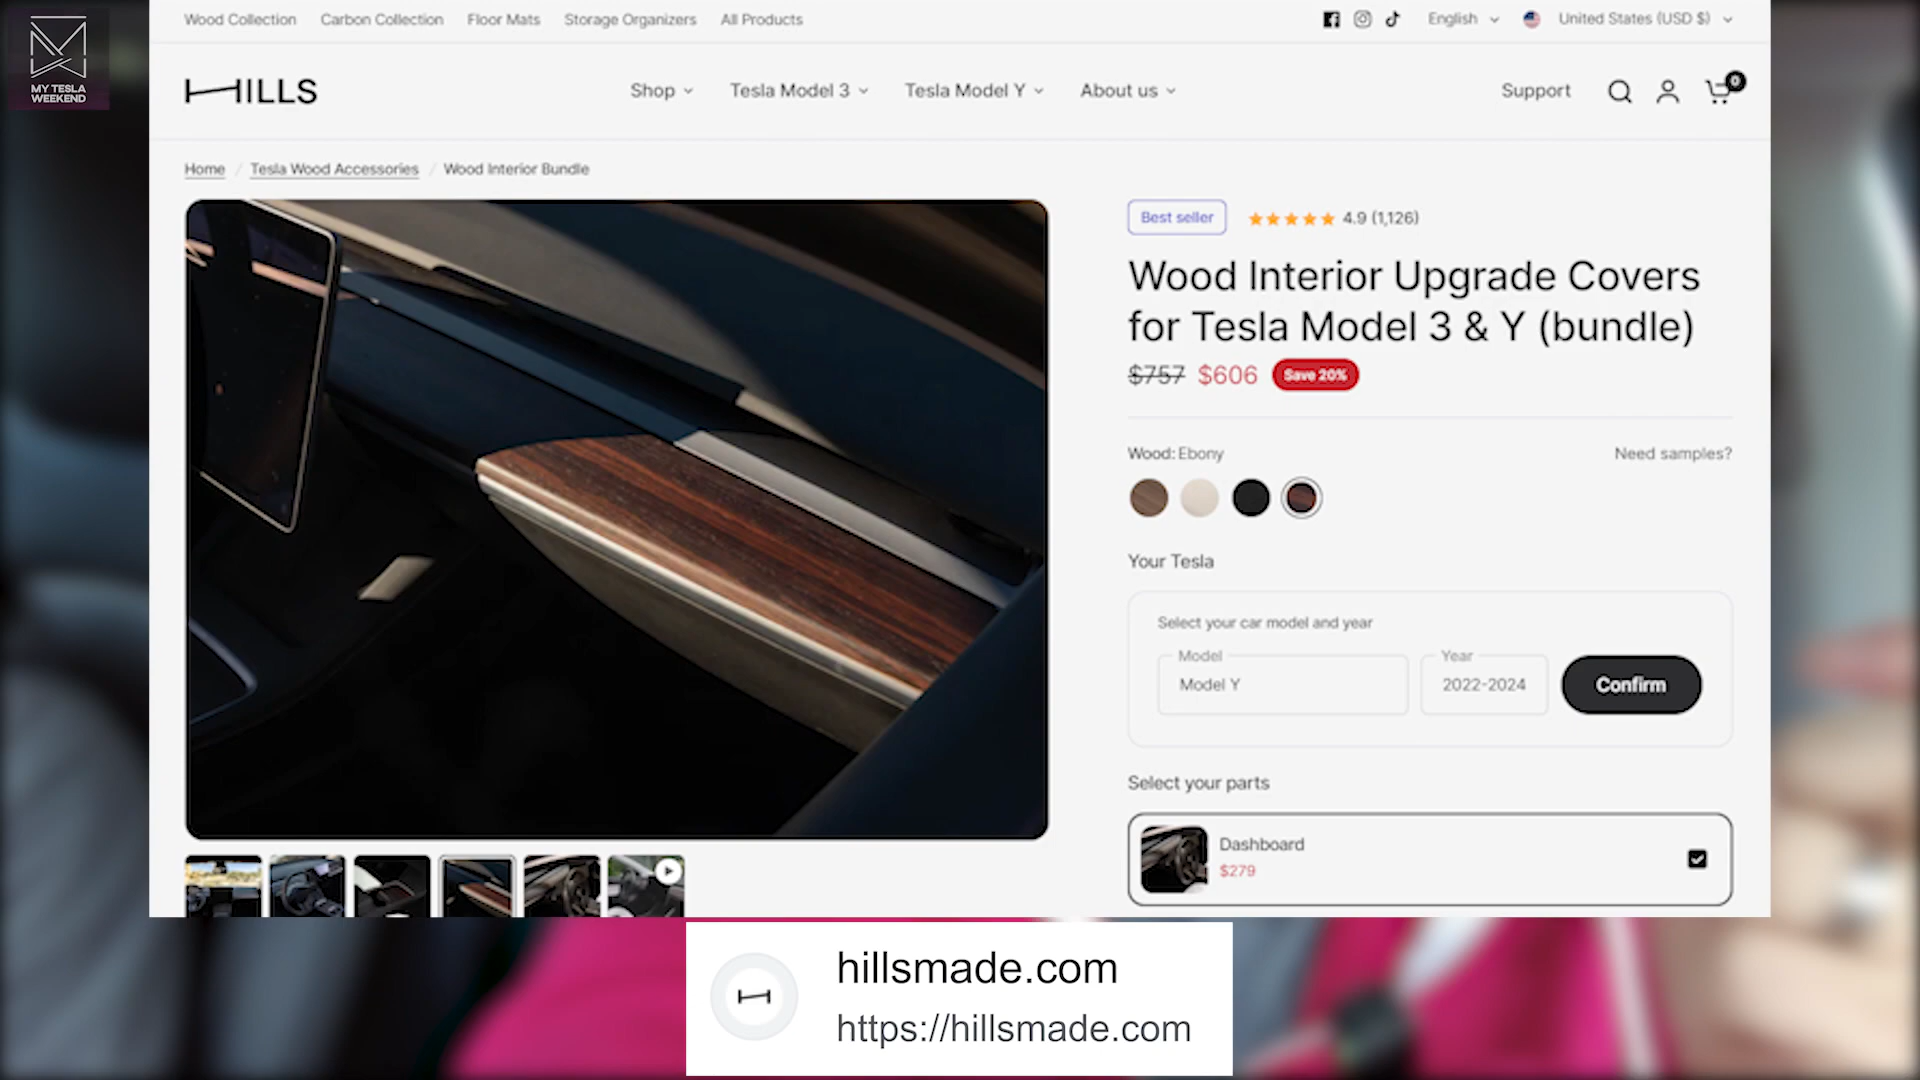 MY TESLA
WEEKEND
Wood Collection Carbon Collection Floor Mats Storage Organizers All Products
English United States (USD $)
HILLS
Shop Tesla Model 3 Tesla Model Y About us Support 0
Home / Tesla Wood Accessories / Wood Interior Bundle
Best seller 4.9 (1,126)
Wood Interior Upgrade Covers
for Tesla Model 3 & Y (bundle)
$757 $606 Save 20%
Wood: Ebony Need samples?
Your Tesla
Select your car model and year
Model Year
Model Y 2022-2024 Confirm
Select your parts
Dashboard
$279
hillsmade.com
https://hillsmade.com